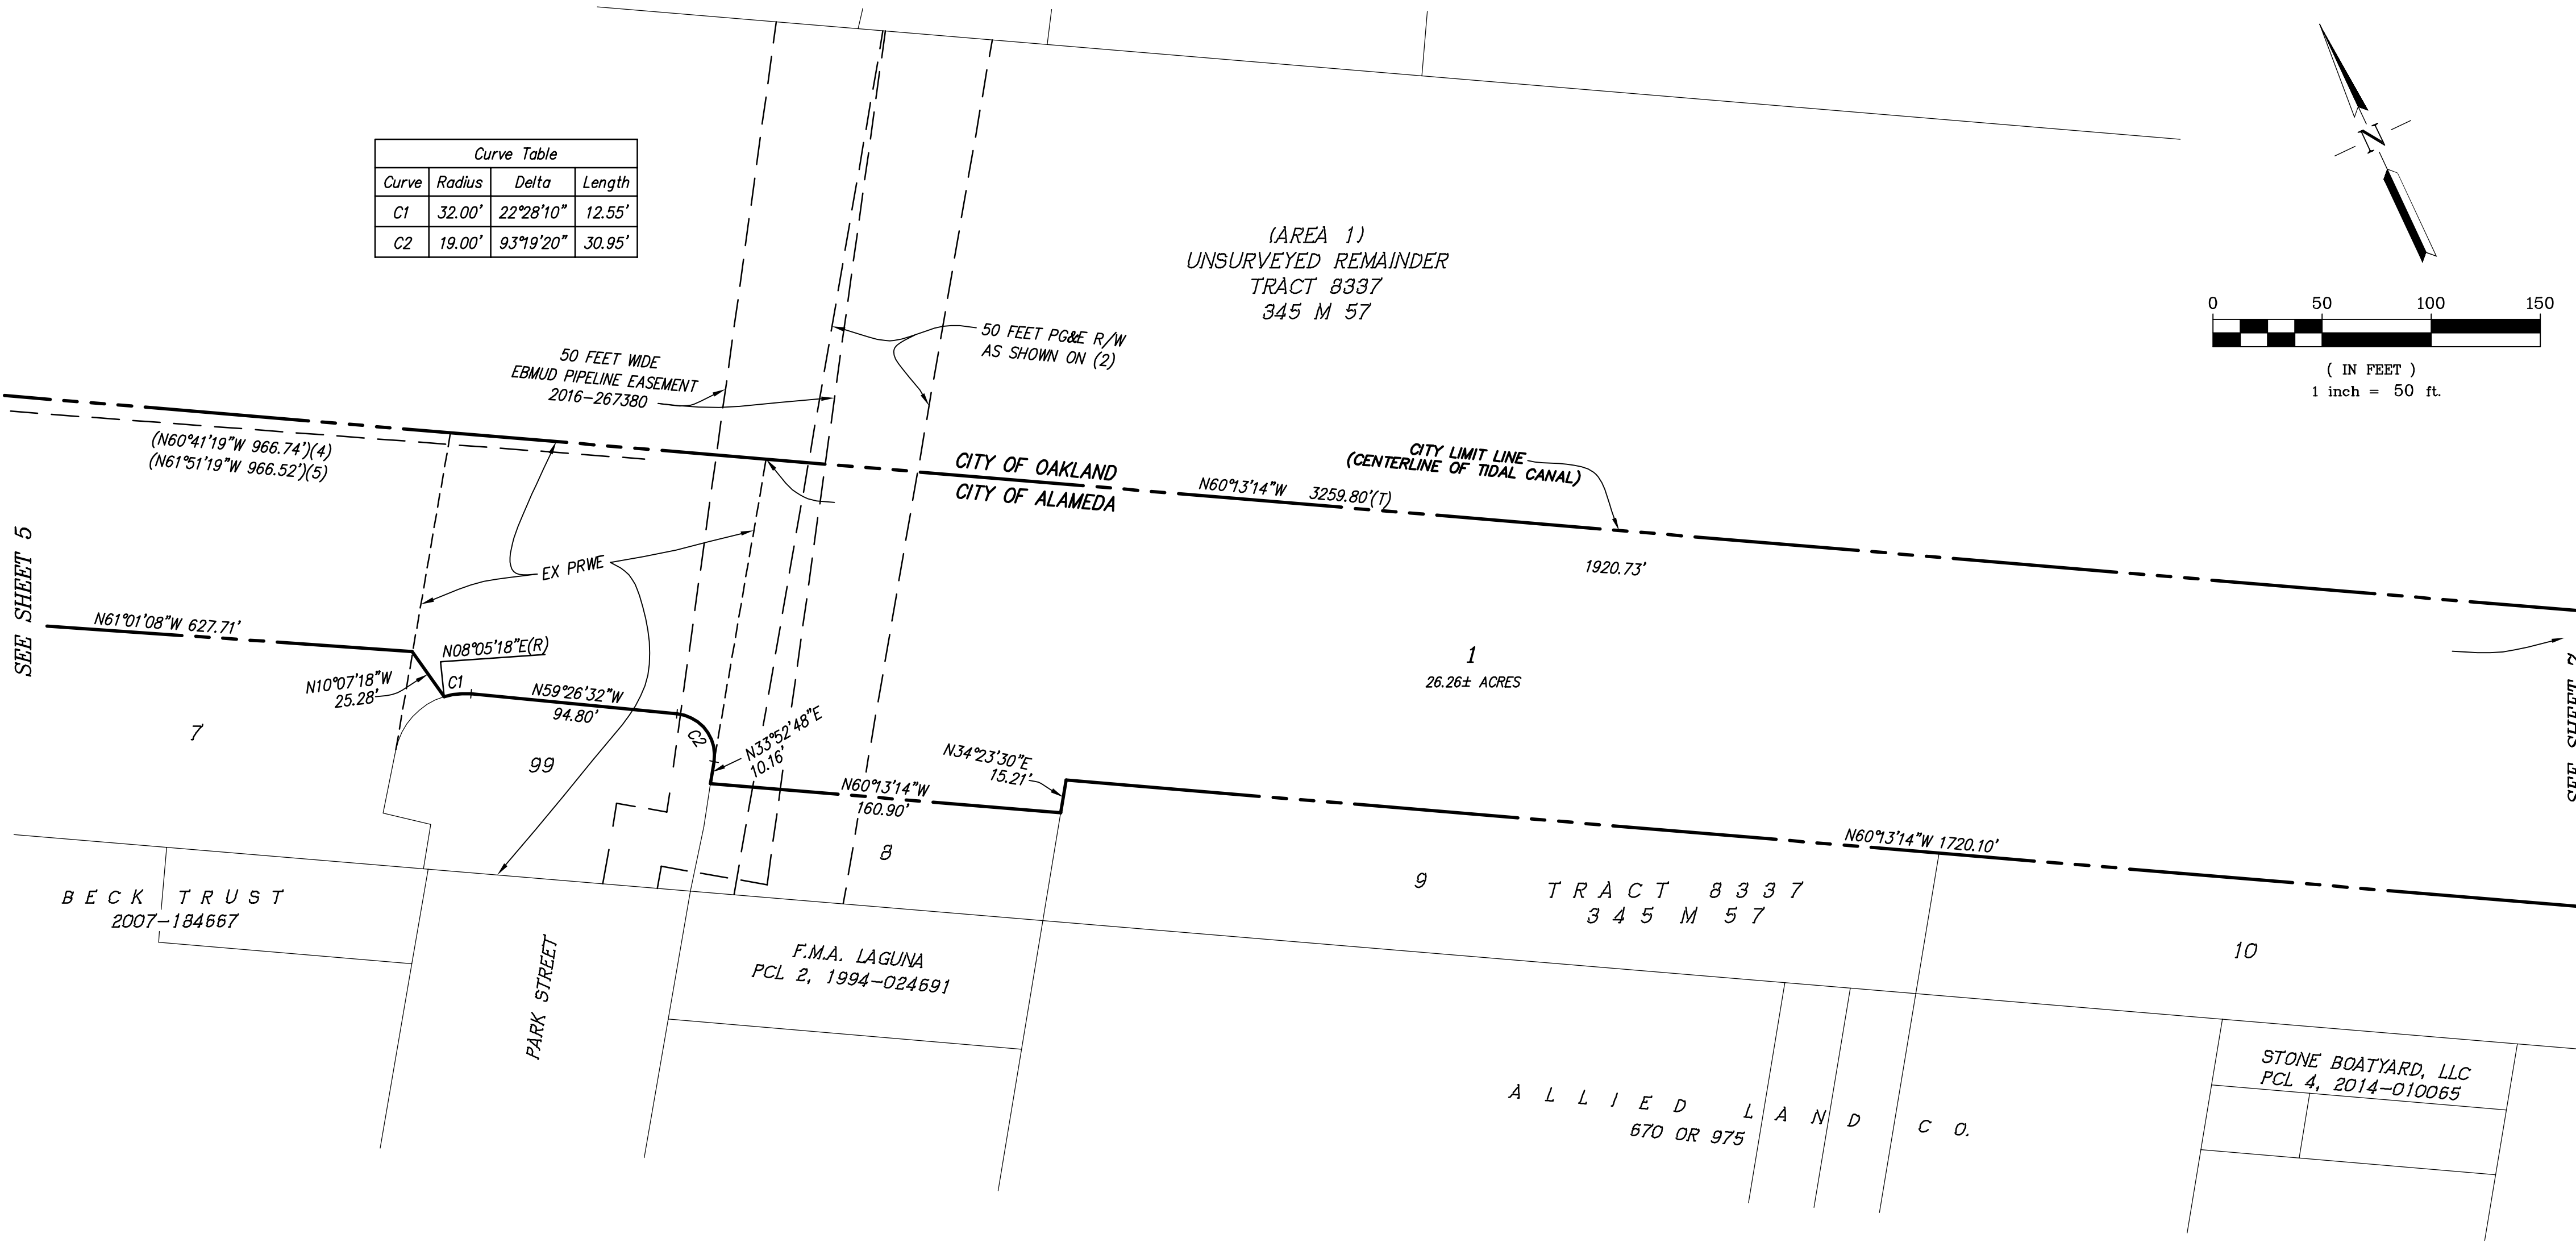 Curve Table
Curve Radius Delta Length
C1 32.00' 22°28'10" 12.55'
C2 19.00' 93°19'20" 30.95'
(AREA 1)
UNSURVEYED REMAINDER
TRACT 8337
345 M 57
N
0 50 100 150
( IN FEET )
1 inch = 50 ft.
50 FEET WIDE
EBMUD PIPELINE EASEMENT
2016-267380
50 FEET PG&E R/W
AS SHOWN ON (2)
(N60°41'19"W 966.74')(4)
(N61°51'19"W 966.52')(5)
CITY OF OAKLAND
CITY OF ALAMEDA
N60°13'14"W 3259.80'(T)
CITY LIMIT LINE
(CENTERLINE OF TIDAL CANAL)
1920.73'
SEE SHEET 5
EX PRWE
N61°01'08"W 627.71'
N08°05'18"E(R)
N10°07'18"W
25.28'
C1
N59°26'32"W
94.80'
C2
N33°52'48"E
10.16'
1
26.26± ACRES
SEE SHEET
7
99
N34°23'30"E
15.21'
N60°13'14"W
160.90'
8
N60°13'14"W 1720.10'
9
TRACT 8337
345 M 57
10
BECK TRUST
2007-184667
PARK STREET
F.M.A. LAGUNA
PCL 2, 1994-024691
ALLIED LAND CO.
670 OR 975
STONE BOATYARD, LLC
PCL 4, 2014-010065